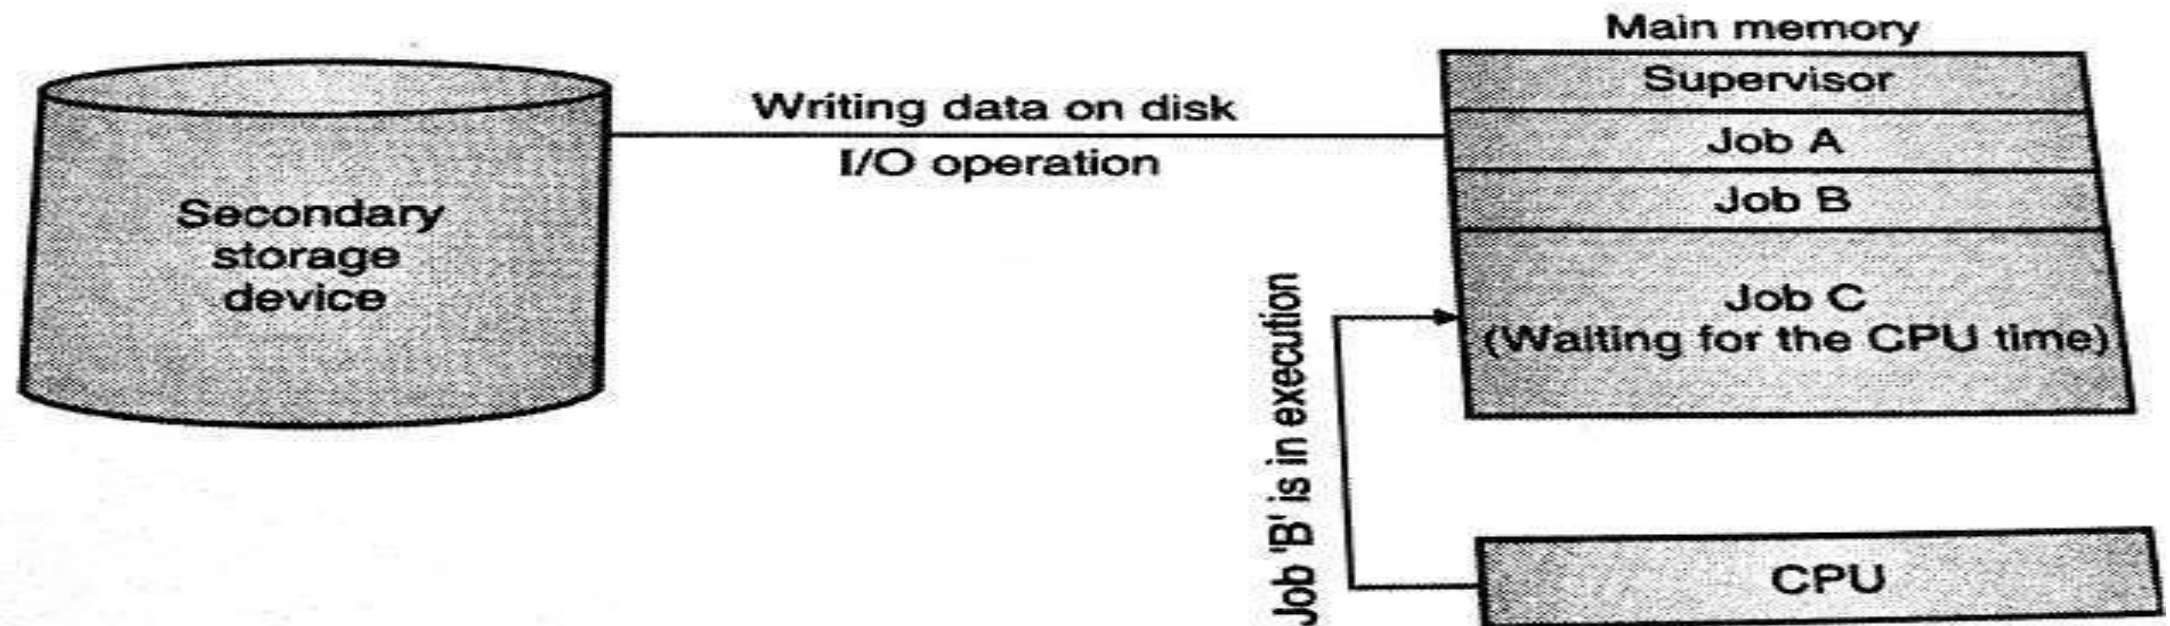 Main memory
Supervisor
Writing data on disk
Job A
I/O operation
Job B
Secondary
storage
device
Job C
(Waiting for the CPU time)
Job 'B' is in execution
CPU